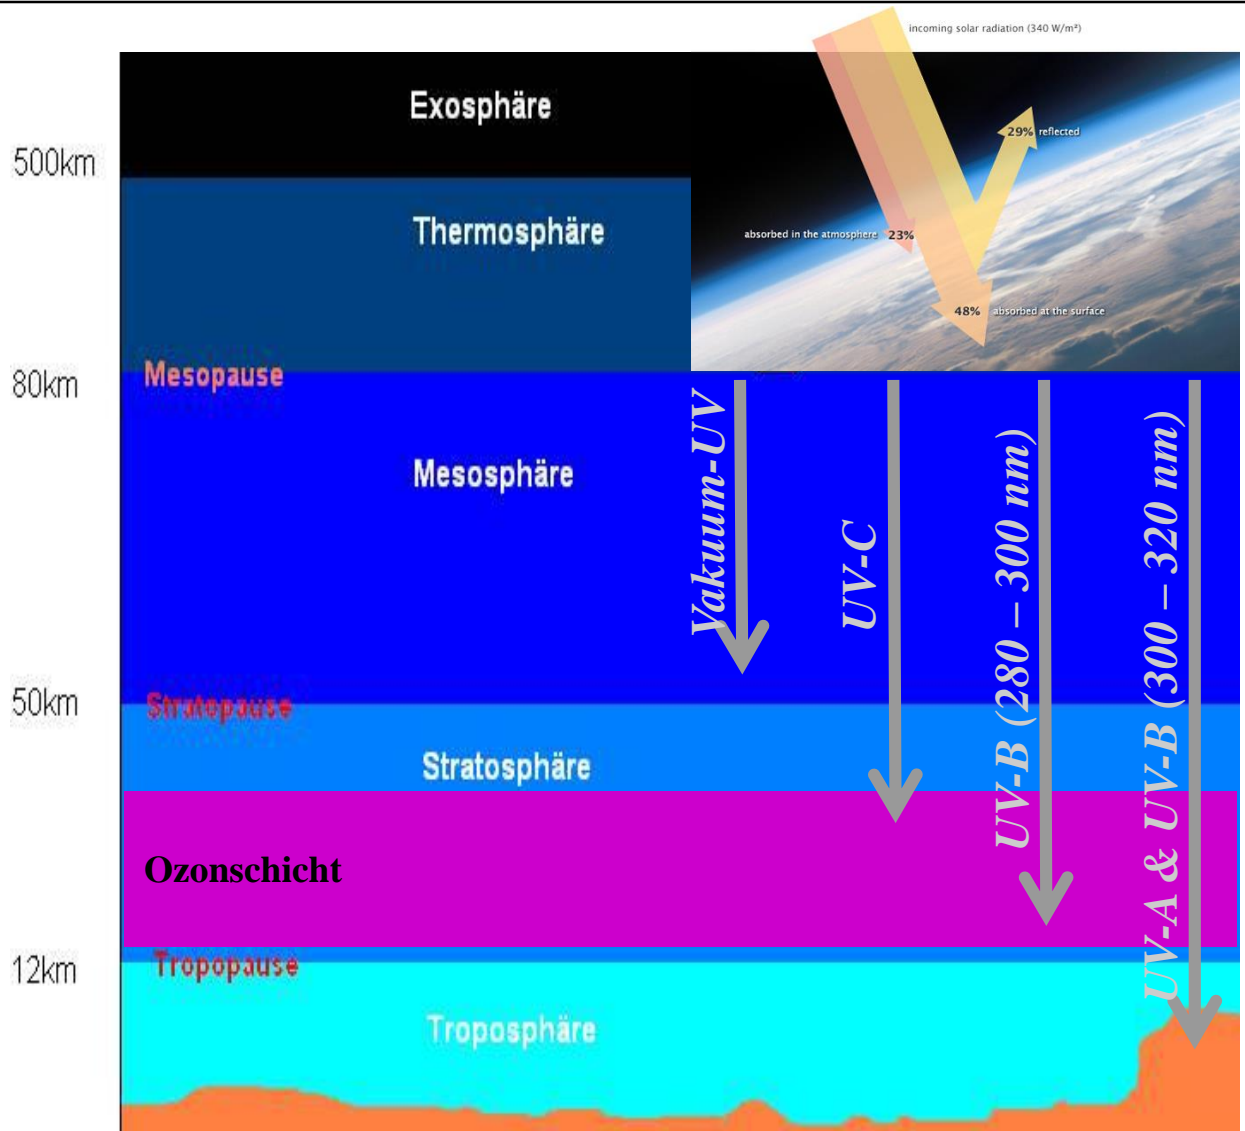 incoming solar radiation (340 W/m²)
Exosphäre
29% reflected
500km
Thermosphäre
absorbed in the atmosphere 23%
48% absorbed at the surface
Mesopause
80km
Mesosphäre
Vakuum-UV
UV-C
UV-B (280 – 300 nm)
UV-A & UV-B (300 – 320 nm)
50km
Stratopause
Stratosphäre
Ozonschicht
12km
Tropopause
Troposphäre